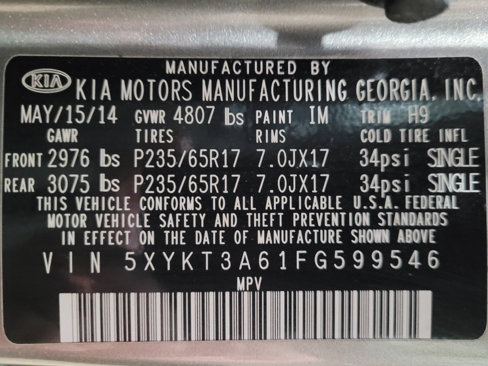 MANUFACTURED BY
KIA KIA MOTORS MANUFACTURING GEORGIA, INC.
MAY/15/14 GVWR 4807 lbs PAINT IM TRIM H9
GAWR TIRES RIMS COLD TIRE INFL
FRONT 2976 lbs P235/65R17 7.0JX17 34psi SINGLE
REAR 3075 lbs P235/65R17 7.0JX17 34psi SINGLE
THIS VEHICLE CONFORMS TO ALL APPLICABLE U.S.A. FEDERAL
MOTOR VEHICLE SAFETY AND THEFT PREVENTION STANDARDS
IN EFFECT ON THE DATE OF MANUFACTURE SHOWN ABOVE
VIN 5XYKT3A61FG599546
MPV